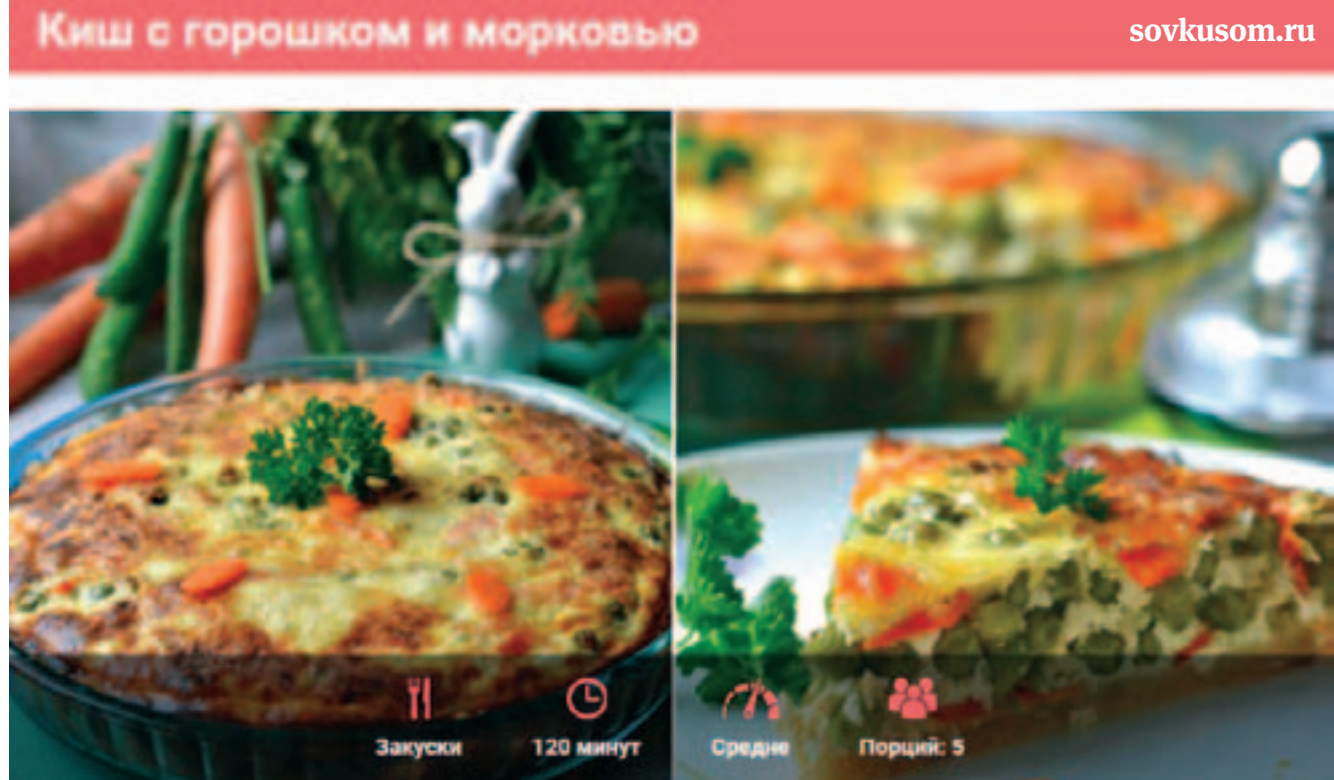 Киш с горошком и морковью
sovkusom.ru
Закуски
120 минут
Средне
Порций: 5